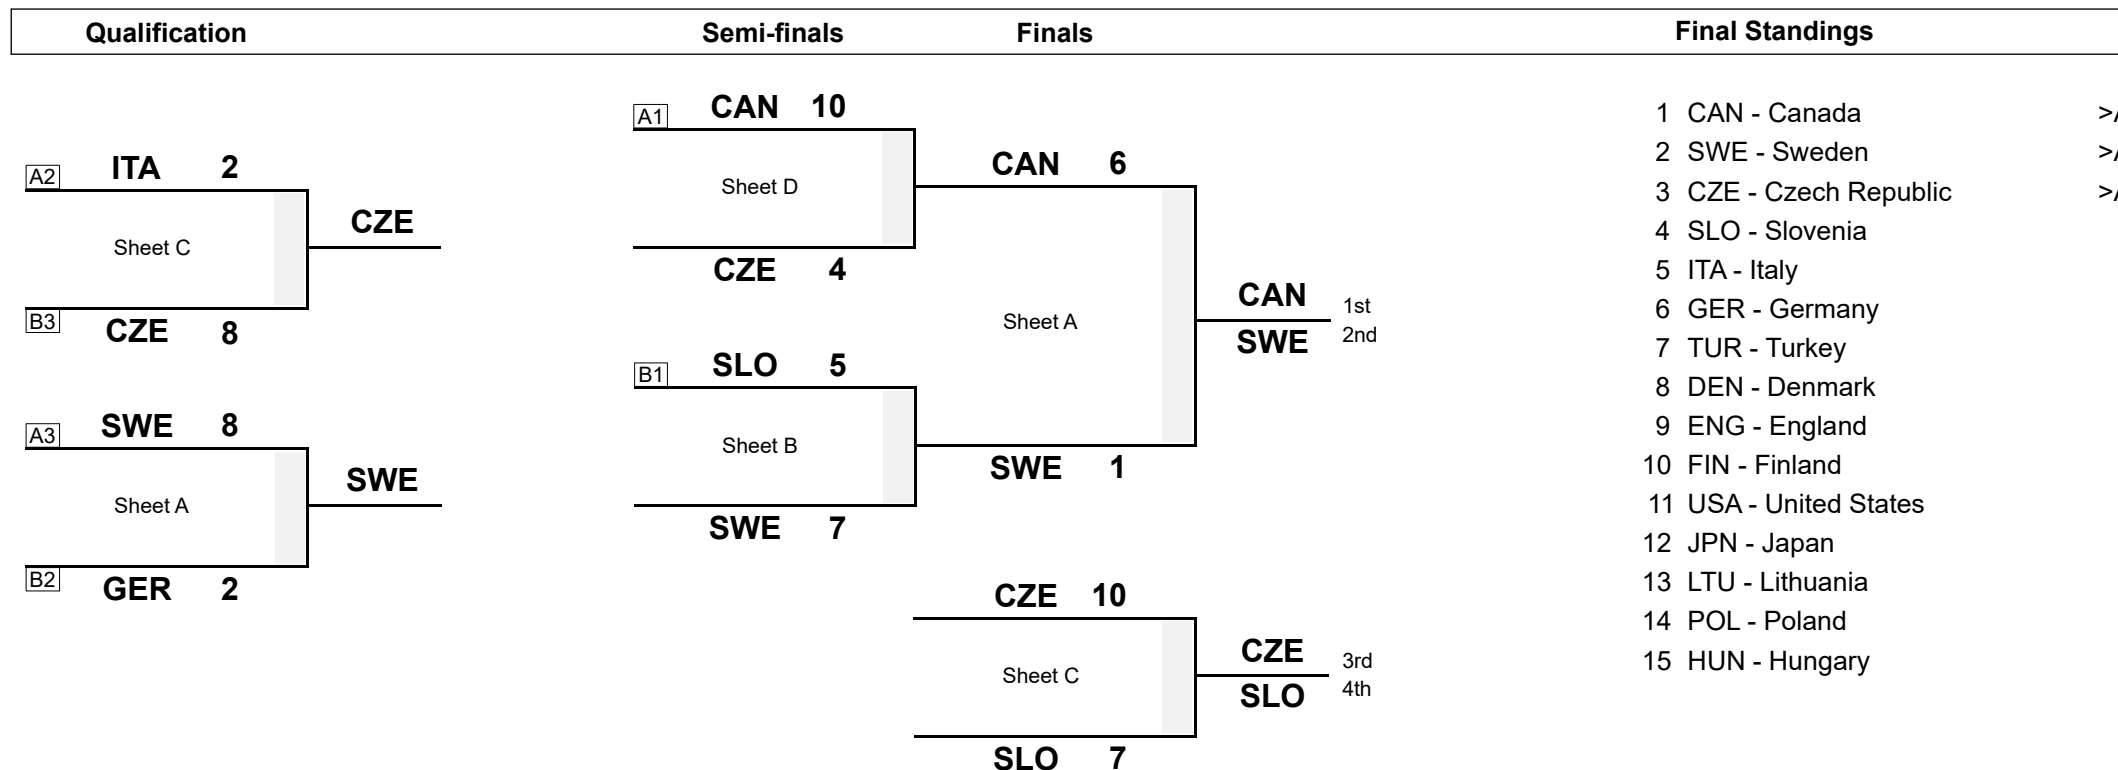 Qualification Semi-finals Finals Final Standings
A2 ITA 2
Sheet C
CZE
B3 CZE 8
A3 SWE 8
Sheet A
SWE
B2 GER 2
A1 CAN 10
Sheet D
CZE 4
B1 SLO 5
Sheet B
SWE 7
CAN 6
Sheet A
SWE 1
CAN 1st
SWE 2nd
CZE 10
Sheet C
SLO 7
CZE 3rd
SLO 4th
1 CAN - Canada >A
2 SWE - Sweden >A
3 CZE - Czech Republic >A
4 SLO - Slovenia
5 ITA - Italy
6 GER - Germany
7 TUR - Turkey
8 DEN - Denmark
9 ENG - England
10 FIN - Finland
11 USA - United States
12 JPN - Japan
13 LTU - Lithuania
14 POL - Poland
15 HUN - Hungary